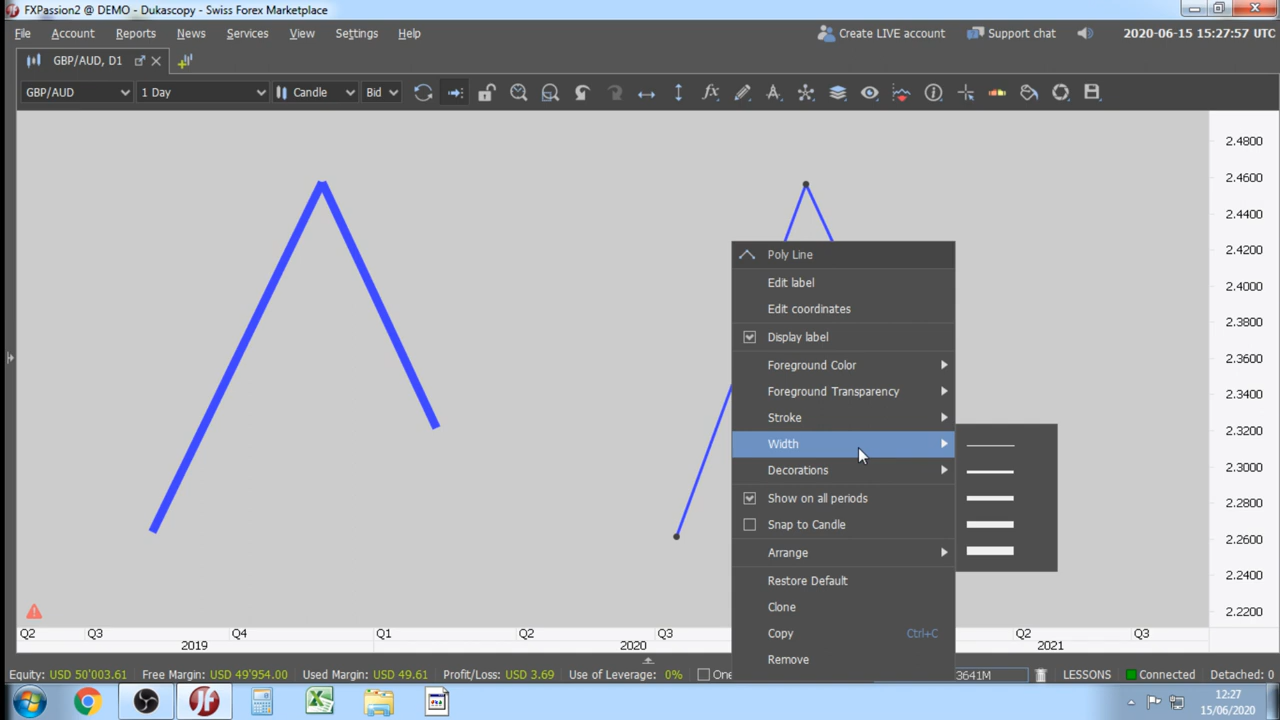 FXPassion2 @ DEMO - Dukascopy - Swiss Forex Marketplace
File Account Reports News Services View Settings Help Create LIVE account Support chat 2020-06-15 15:27:57 UTC
GBP/AUD, D1
GBP/AUD 1 Day Candle Bid
2.4800
2.4600
2.4400
2.4200
2.4000
2.3800
2.3600
2.3400
2.3200
2.3000
2.2800
2.2600
2.2400
2.2200
Poly Line
Edit label
Edit coordinates
Display label
Foreground Color
Foreground Transparency
Stroke
Width
Decorations
Show on all periods
Snap to Candle
Arrange
Restore Default
Clone
Copy Ctrl+C
Remove
Q2 Q3 Q4 Q1 Q2 Q3 Q2 Q3
2019 2020 2021
Equity: USD 50'003.61 Free Margin: USD 49'954.00 Used Margin: USD 49.61 Profit/Loss: USD 3.69 Use of Leverage: 0% One 3641M LESSONS Connected Detached: 0
12:27
15/06/2020